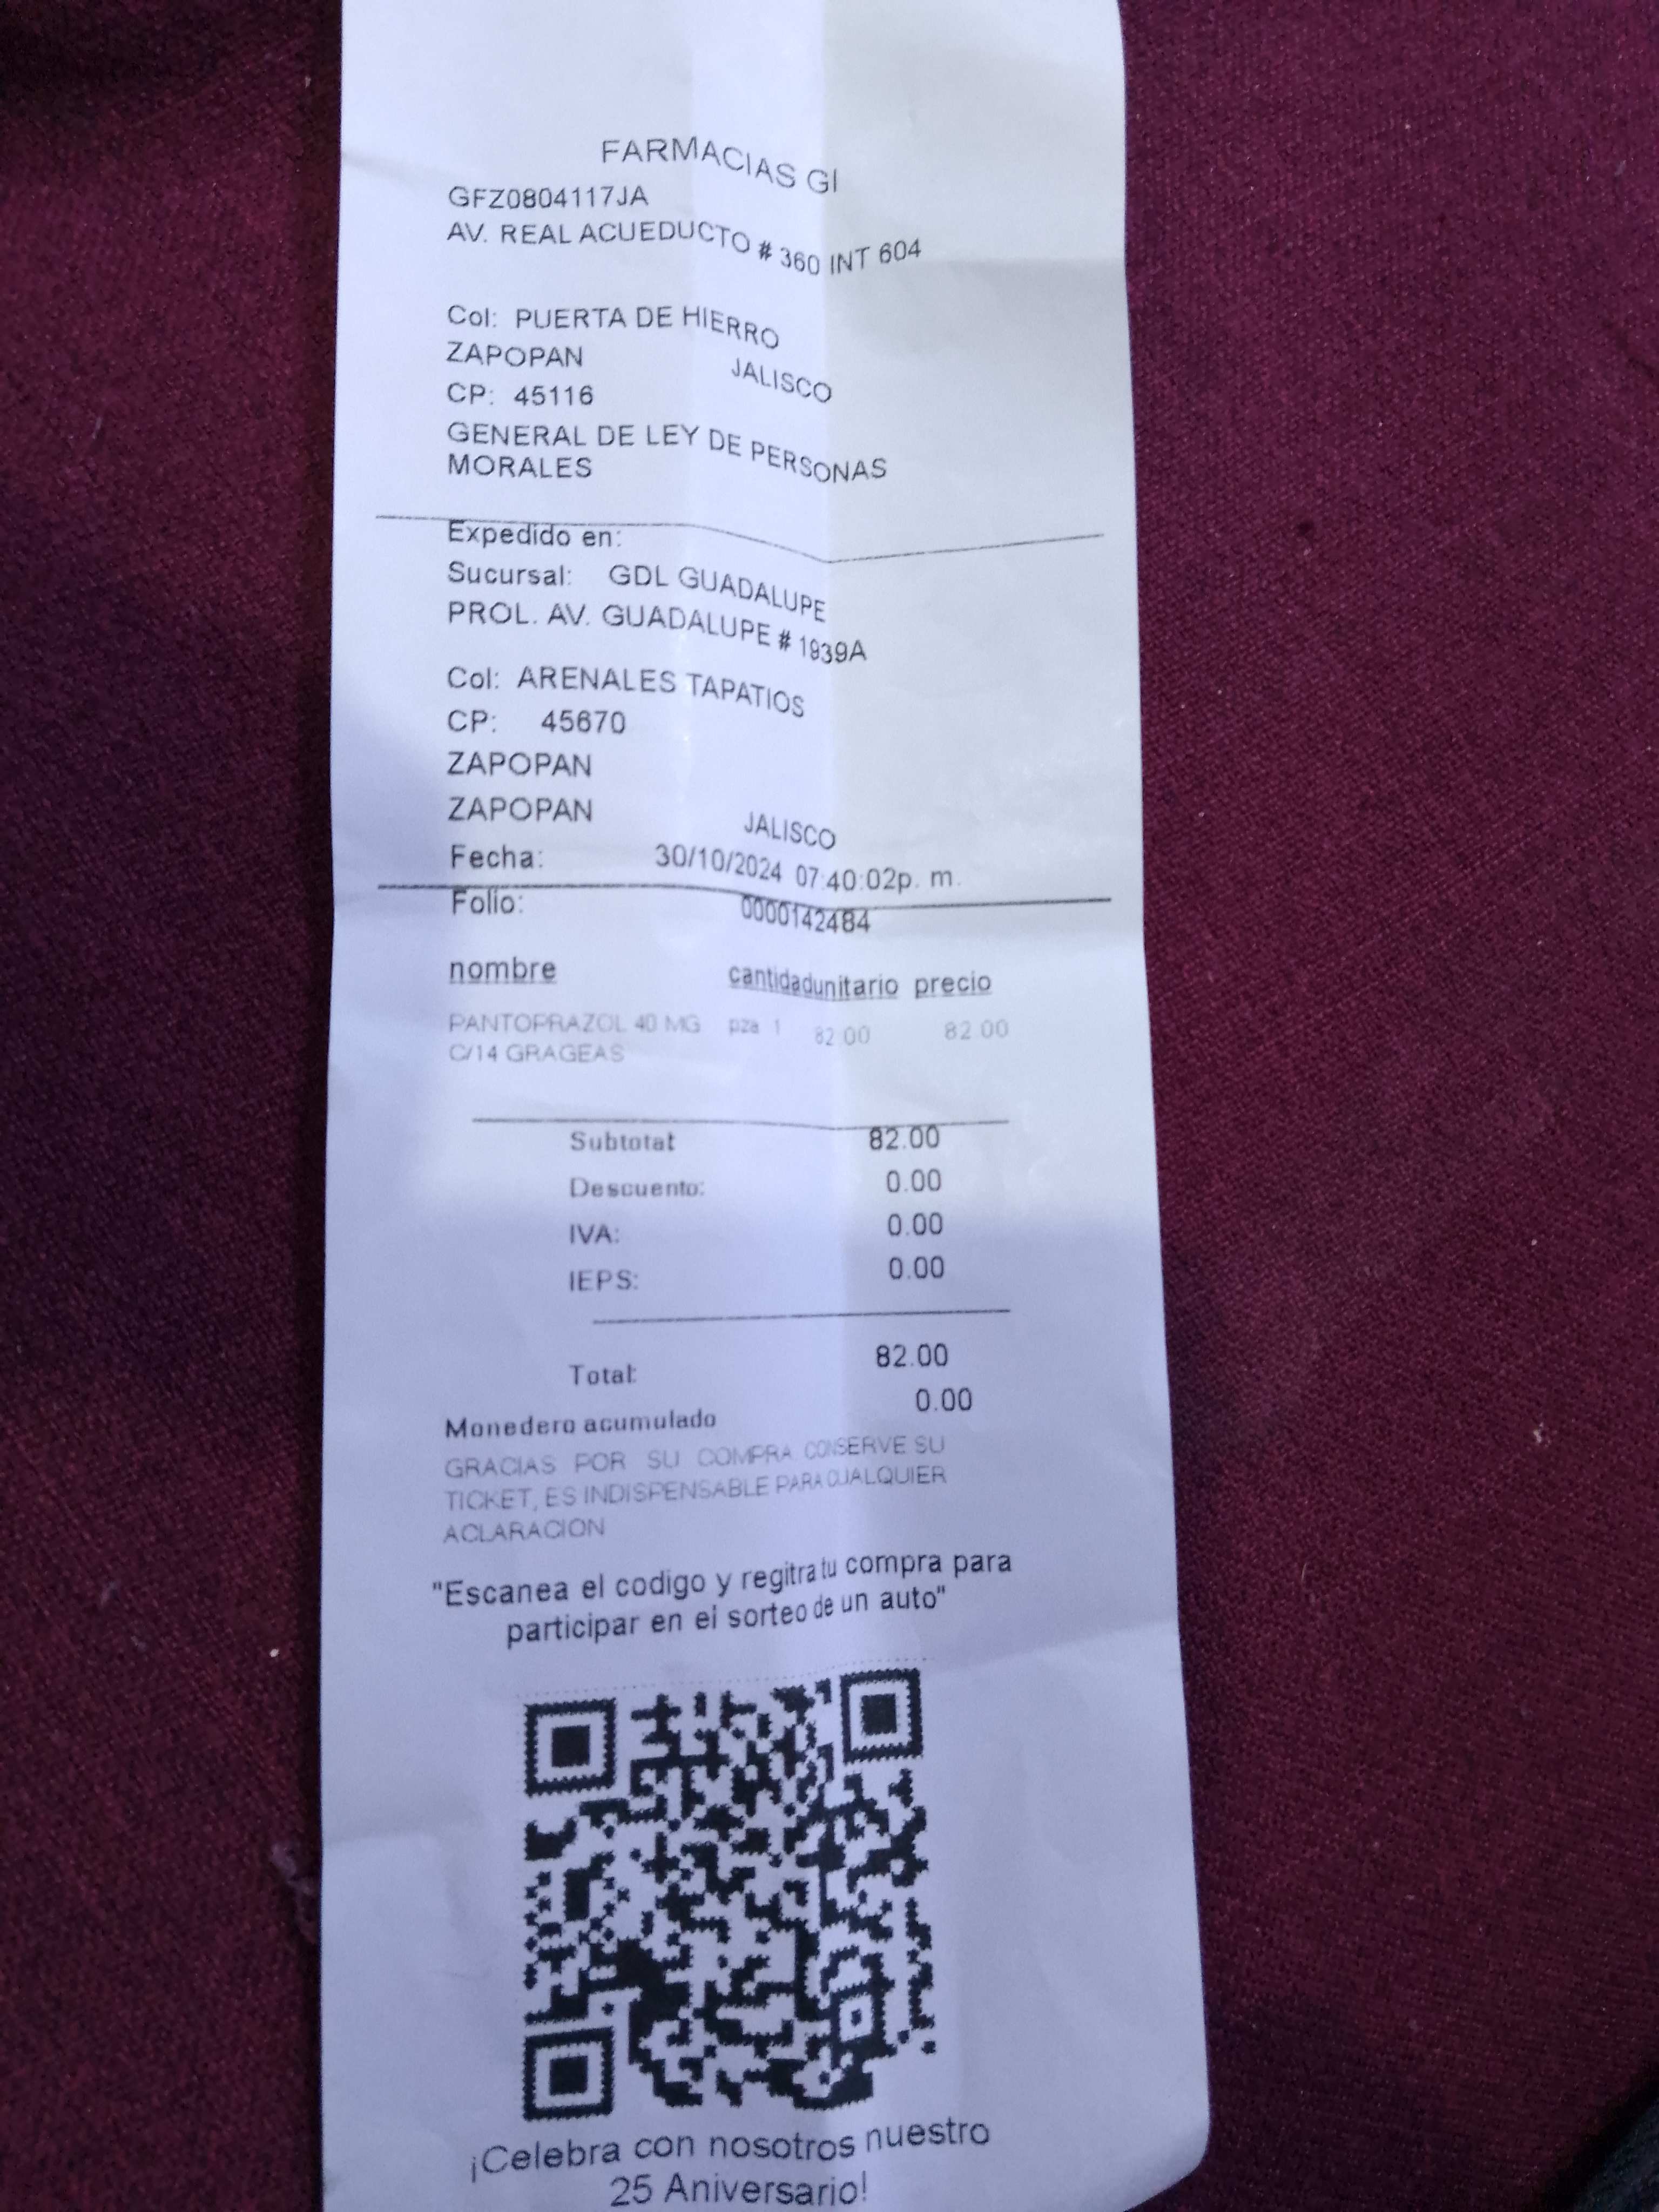 FARMACIAS GI
GFZ0804117JA
AV. REAL ACUEDUCTO # 360 INT 604
Col: PUERTA DE HIERRO
ZAPOPAN JALISCO
CP: 45116
GENERAL DE LEY DE PERSONAS
MORALES
Expedido en:
Sucursal: GDL GUADALUPE
PROL. AV. GUADALUPE # 1939A
Col: ARENALES TAPATIOS
CP: 45670
ZAPOPAN
ZAPOPAN JALISCO
Fecha: 30/10/2024 07:40:02p. m.
Folio: 0000142484
nombre cantidadunitario precio
PANTOPRAZOL 40 MG pza 1 82.00 82.00
C/14 GRAGEAS
Subtotal 82.00
Descuento: 0.00
IVA: 0.00
IEPS: 0.00
Total: 82.00
Monedero acumulado 0.00
GRACIAS POR SU COMPRA. CONSERVE SU
TICKET, ES INDISPENSABLE PARA CUALQUIER
ACLARACION
"Escanea el codigo y regitra tu compra para
participar en el sorteo de un auto"
¡Celebra con nosotros nuestro
25 Aniversario!